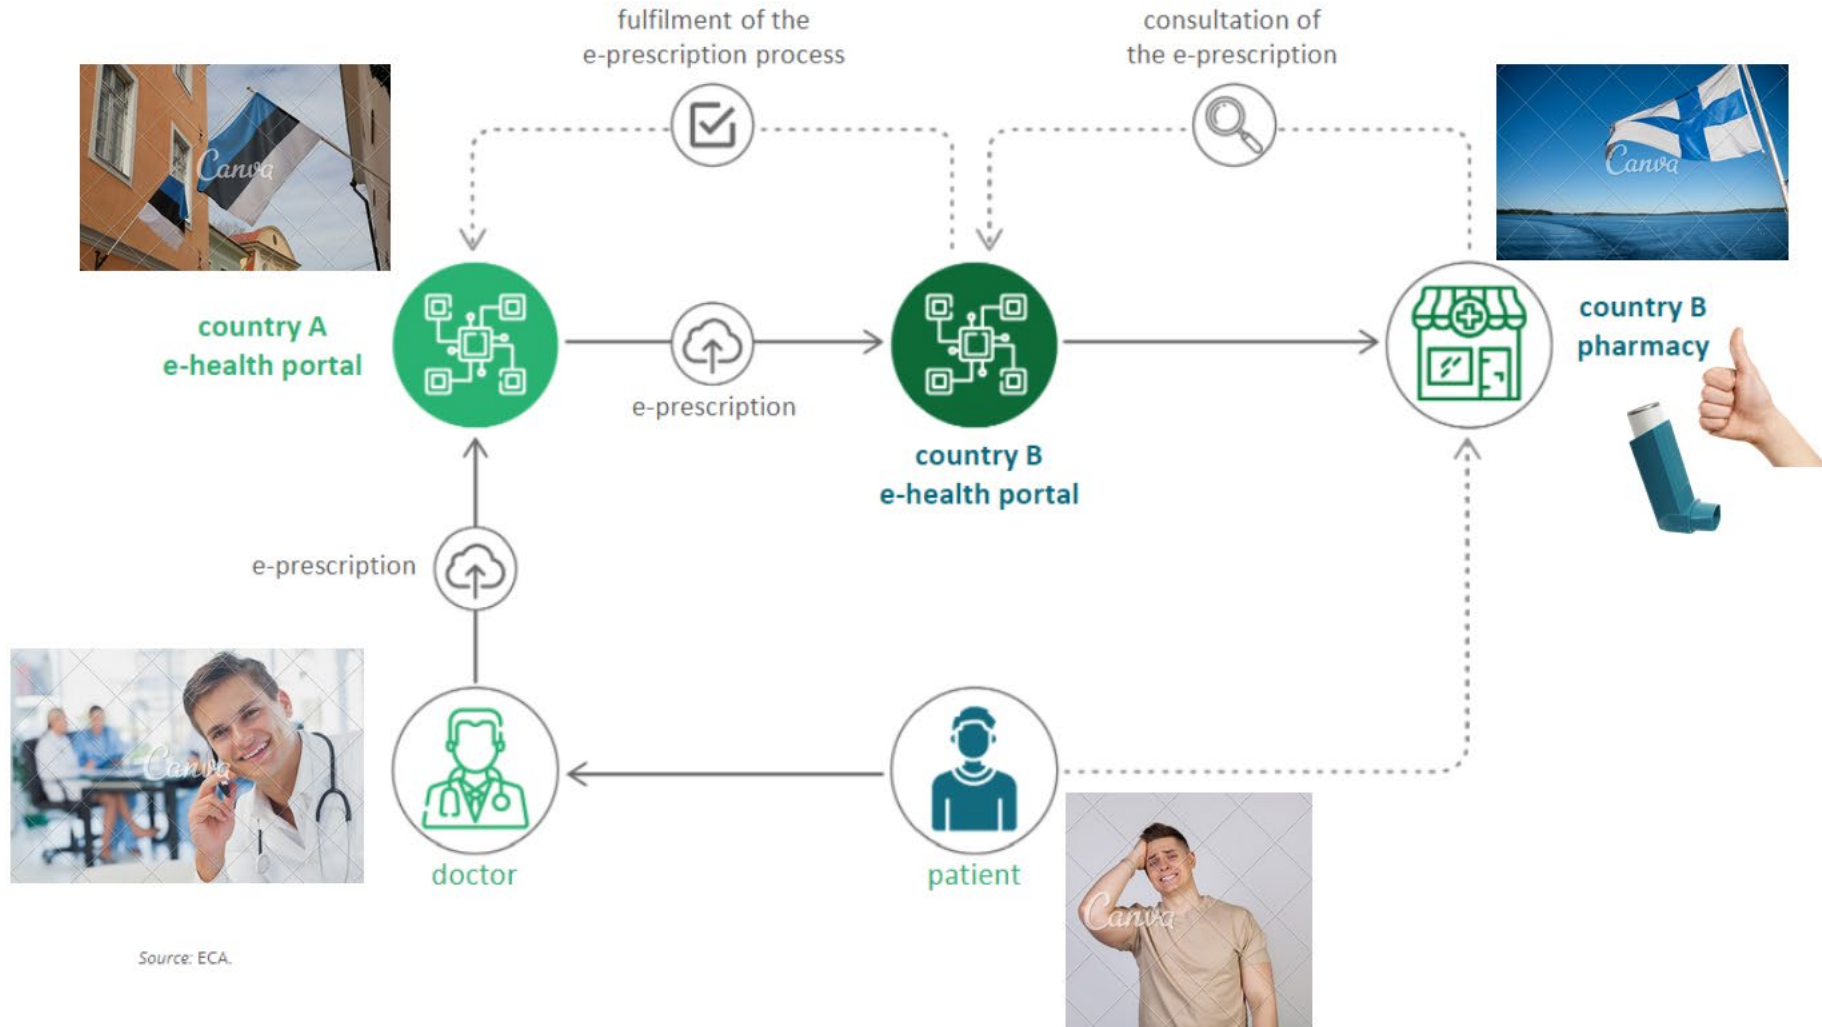 fulfilment of the
e-prescription process
consultation of
the e-prescription
Canva
Canva
country A
e-health portal
country B
pharmacy
e-prescription
country B
e-health portal
e-prescription
Canva
doctor
patient
Canva
Source: ECA.